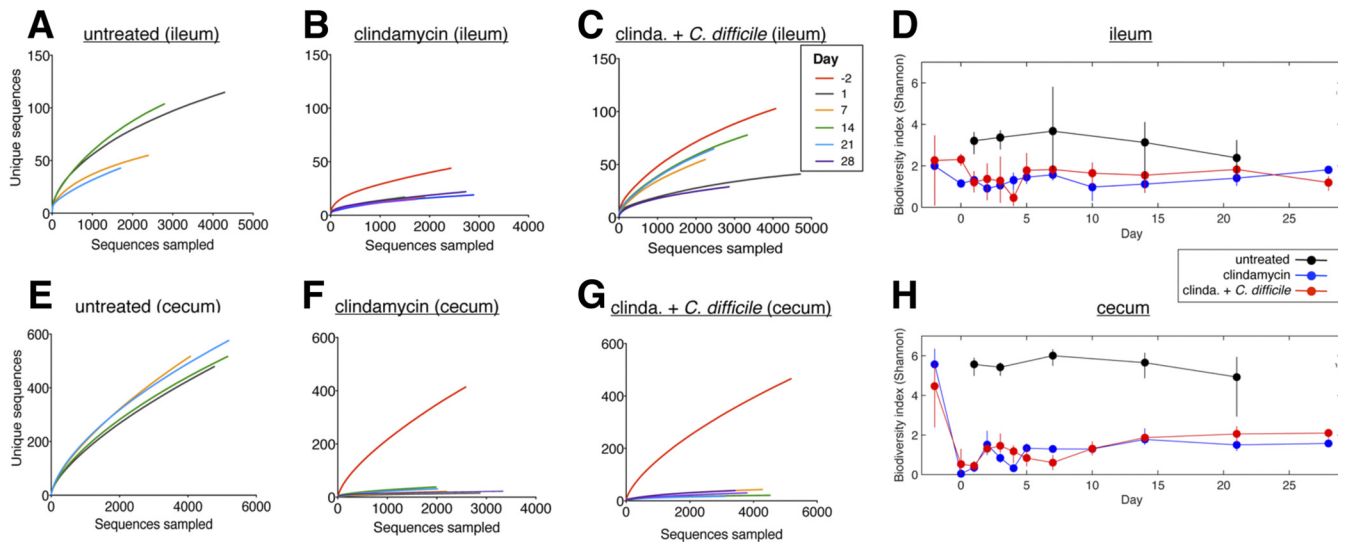 A
untreated (ileum)
150
100
50
0
0
1000
2000
3000
4000
5000
Unique sequences
Sequences sampled
B
clindamycin (ileum)
150
100
50
0
0
1000
2000
3000
4000
Sequences sampled
C
clinda. + C. difficile (ileum)
150
100
50
0
0
1000
2000
3000
4000
5000
Sequences sampled
Day
-2
1
7
14
21
28
D
ileum
6
4
2
0
0
5
10
15
20
25
Biodiversity index (Shannon)
Day
untreated
clindamycin
clinda. + C. difficile
E
untreated (cecum)
600
400
200
0
0
2000
4000
6000
Unique sequences
Sequences sampled
F
clindamycin (cecum)
600
400
200
0
0
1000
2000
3000
4000
Sequences sampled
G
clinda. + C. difficile (cecum)
600
400
200
0
0
2000
4000
6000
Sequences sampled
H
cecum
6
4
2
0
0
5
10
15
20
25
Biodiversity index (Shannon)
Day